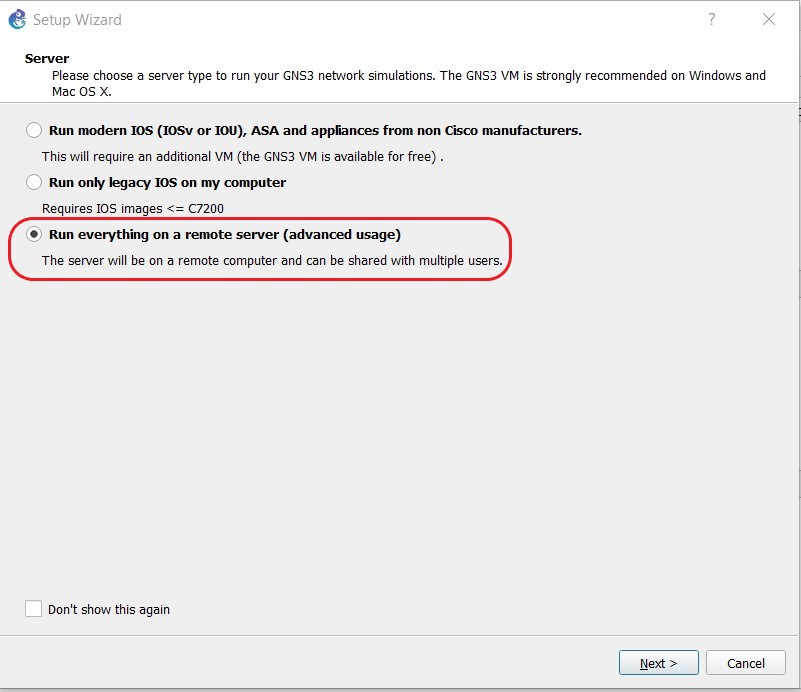 Setup Wizard
?
Server
Please choose a server type to run your GNS3 network simulations. The GNS3 VM is strongly recommended on Windows and
Mac OS X.
Run modern IOS (IOSv or IOU), ASA and appliances from non Cisco manufacturers.
This will require an additional VM (the GNS3 VM is available for free) .
Run only legacy IOS on my computer
Requires IOS images <= C7200
Run everything on a remote server (advanced usage)
The server will be on a remote computer and can be shared with multiple users.
Don't show this again
Next >
Cancel